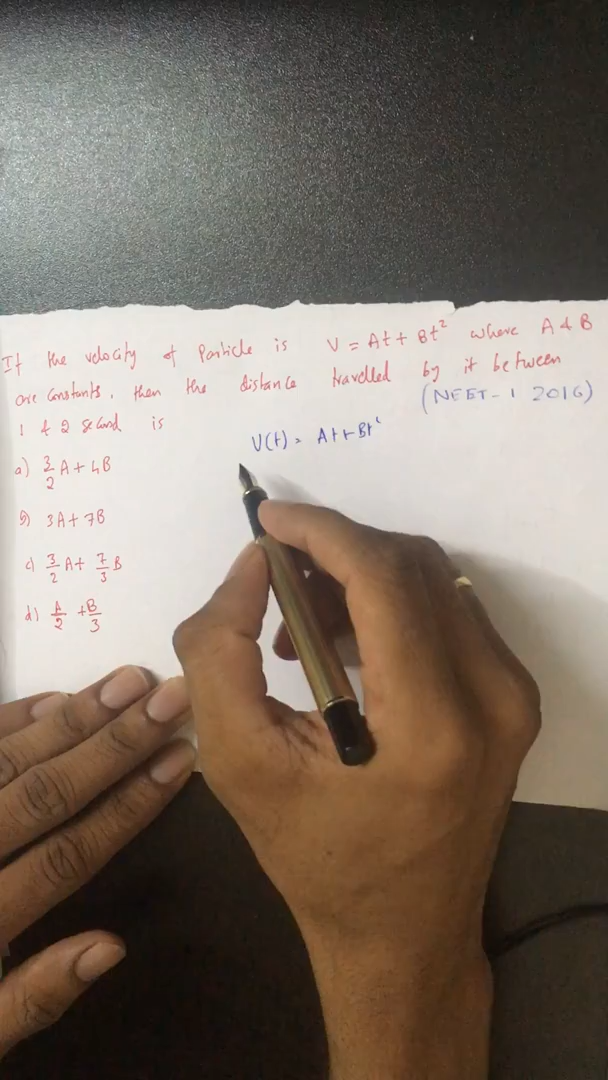 If the velocity of Particle is V = At + Bt² where A & B
are constants, then the distance travelled by it between
1 & 2 second is (NEET-1 2016)
V(t) = At + Bt²
a) 3/2 A + 4B
b) 3A + 7B
c) 3/2 A + 7/3 B
d) A/2 + B/3